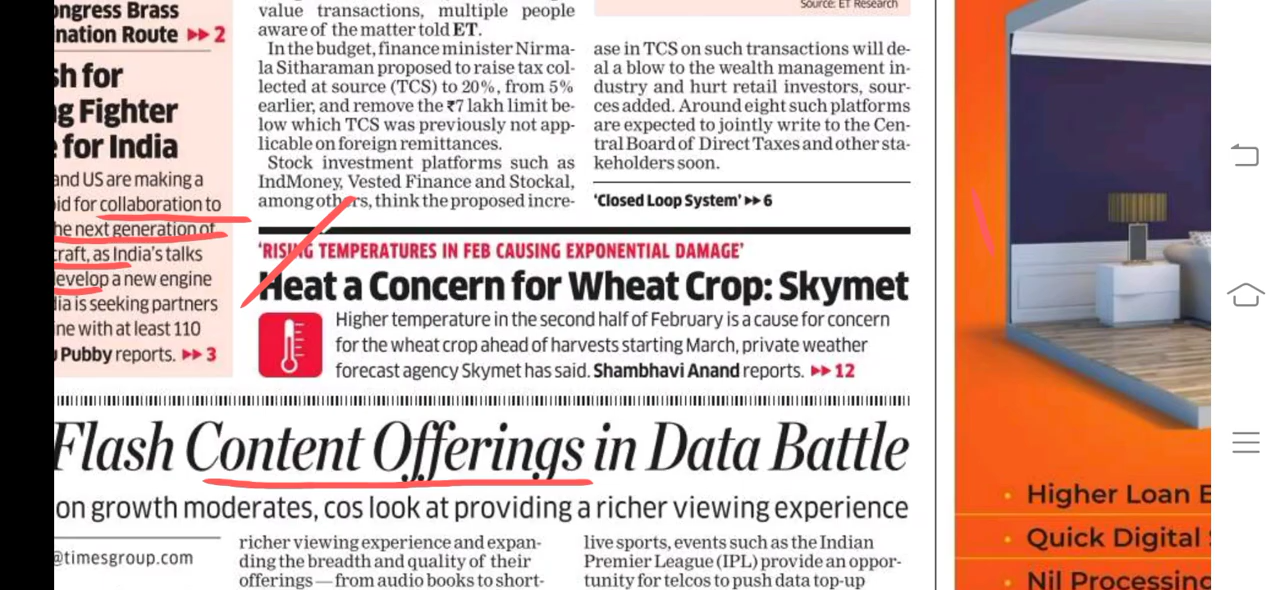 ongress Brass
nation Route ▸▸ 2
sh for
g Fighter
e for India
and US are making a
id for collaboration to
he next generation of
craft, as India's talks
evelop a new engine
dia is seeking partners
ine with at least 110
Pubby reports. ▸▸ 3
value transactions, multiple people
aware of the matter told ET.
In the budget, finance minister Nirma-
la Sitharaman proposed to raise tax col-
lected at source (TCS) to 20%, from 5%
earlier, and remove the ₹7 lakh limit be-
low which TCS was previously not app-
licable on foreign remittances.
Stock investment platforms such as
IndMoney, Vested Finance and Stockal,
among others, think the proposed incre-
Source: ET Research
ase in TCS on such transactions will de-
al a blow to the wealth management in-
dustry and hurt retail investors, sour-
ces added. Around eight such platforms
are expected to jointly write to the Cen-
tral Board of Direct Taxes and other sta-
keholders soon.
'Closed Loop System' ▸▸ 6
'RISING TEMPERATURES IN FEB CAUSING EXPONENTIAL DAMAGE'
Heat a Concern for Wheat Crop: Skymet
Higher temperature in the second half of February is a cause for concern
for the wheat crop ahead of harvests starting March, private weather
forecast agency Skymet has said. Shambhavi Anand reports. ▸▸ 12
Flash Content Offerings in Data Battle
on growth moderates, cos look at providing a richer viewing experience
@timesgroup.com
richer viewing experience and expan-
ding the breadth and quality of their
offerings — from audio books to short-
live sports, events such as the Indian
Premier League (IPL) provide an oppor-
tunity for telcos to push data top-up
Higher Loan E
Quick Digital
Nil Processing